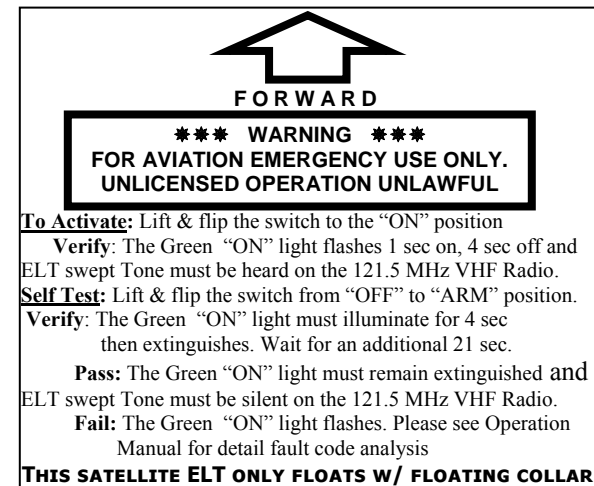 FORWARD
✷✷✷ WARNING ✷✷✷
FOR AVIATION EMERGENCY USE ONLY.
UNLICENSED OPERATION UNLAWFUL
To Activate: Lift & flip the switch to the “ON” position
Verify: The Green “ON” light flashes 1 sec on, 4 sec off and
ELT swept Tone must be heard on the 121.5 MHz VHF Radio.
Self Test: Lift & flip the switch from “OFF” to “ARM” position.
Verify: The Green “ON” light must illuminate for 4 sec
then extinguishes. Wait for an additional 21 sec.
Pass: The Green “ON” light must remain extinguished and
ELT swept Tone must be silent on the 121.5 MHz VHF Radio.
Fail: The Green “ON” light flashes. Please see Operation
Manual for detail fault code analysis
THIS SATELLITE ELT ONLY FLOATS W/ FLOATING COLLAR